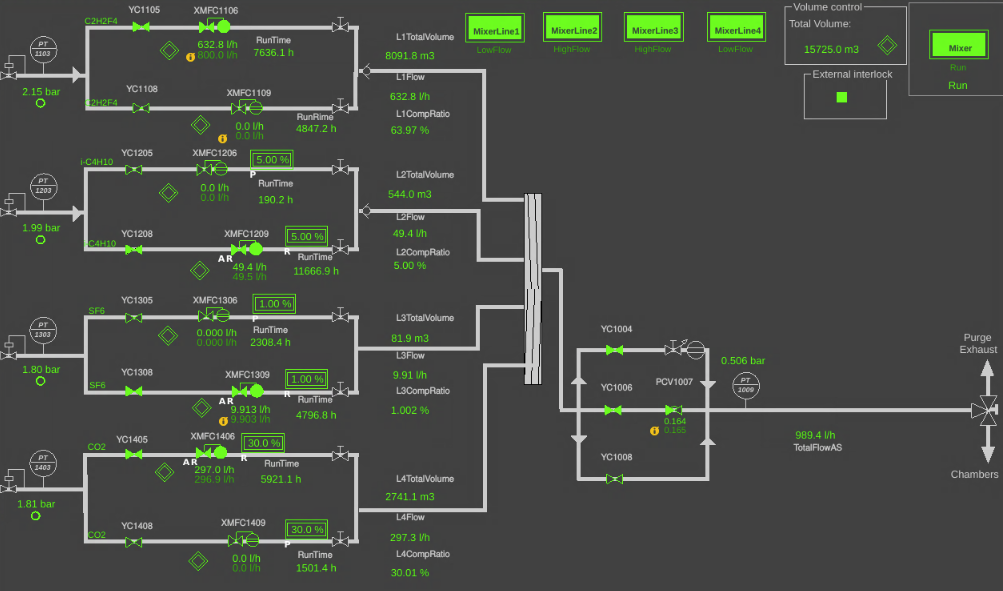 YC1105
XMFC1106
C2H2F4
632.8 l/h
800.0 l/h
RunTime
7636.1 h
PT
1103
2.15 bar
C2H2F4
YC1108
XMFC1109
0.0 l/h
0.0 l/h
RunRime
4847.2 h
L1TotalVolume
8091.8 m3
L1Flow
632.8 l/h
L1CompRatio
63.97 %
MixerLine1
LowFlow
MixerLine2
HighFlow
MixerLine3
HighFlow
MixerLine4
LowFlow
Volume control
Total Volume:
15725.0 m3
External interlock
Mixer
Run
Run
YC1205
XMFC1206
i-C4H10
5.00 %
P
0.0 l/h
0.0 l/h
RunTime
190.2 h
PT
1203
1.99 bar
C4H10
YC1208
XMFC1209
5.00 %
R
AR
49.4 l/h
49.5 l/h
RunTime
11666.9 h
L2TotalVolume
544.0 m3
L2Flow
49.4 l/h
L2CompRatio
5.00 %
YC1305
XMFC1306
SF6
1.00 %
P
0.000 l/h
0.000 l/h
RunTime
2308.4 h
PT
1303
1.80 bar
SF6
YC1308
XMFC1309
1.00 %
R
AR
9.913 l/h
9.903 l/h
RunTime
4796.8 h
L3TotalVolume
81.9 m3
L3Flow
9.91 l/h
L3CompRatio
1.002 %
YC1405
XMFC1406
CO2
30.0 %
R
AR
297.0 l/h
296.9 l/h
RunTime
5921.1 h
PT
1403
1.81 bar
CO2
YC1408
XMFC1409
30.0 %
P
0.0 l/h
0.0 l/h
RunTime
1501.4 h
L4TotalVolume
2741.1 m3
L4Flow
297.3 l/h
L4CompRatio
30.01 %
YC1004
YC1006
PCV1007
0.164
0.165
YC1008
0.506 bar
PT
1009
989.4 l/h
TotalFlowAS
Purge
Exhaust
Chambers